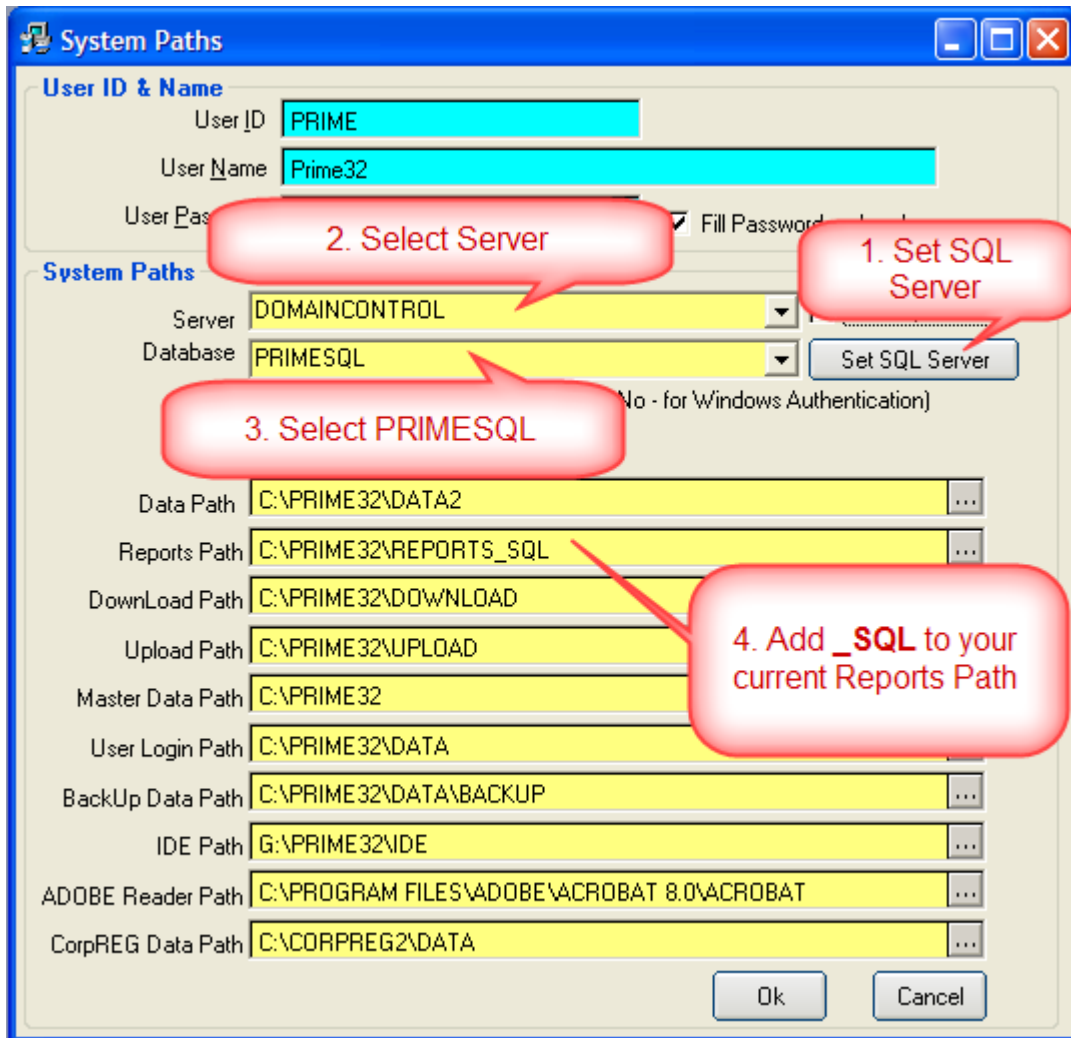 System Paths
User ID & Name
User ID PRIME
User Name Prime32
User Pas
Fill Password
2. Select Server
1. Set SQL
Server
System Paths
Server DOMAINCONTROL
Database PRIMESQL Set SQL Server
No - for Windows Authentication)
3. Select PRIMESQL
Data Path C:\PRIME32\DATA2 ...
Reports Path C:\PRIME32\REPORTS_SQL ...
DownLoad Path C:\PRIME32\DOWNLOAD
4. Add _SQL to your
current Reports Path
Upload Path C:\PRIME32\UPLOAD
Master Data Path C:\PRIME32
User Login Path C:\PRIME32\DATA
BackUp Data Path C:\PRIME32\DATA\BACKUP ...
IDE Path G:\PRIME32\IDE ...
ADOBE Reader Path C:\PROGRAM FILES\ADOBE\ACROBAT 8.0\ACROBAT ...
CorpREG Data Path C:\CORPREG2\DATA ...
Ok Cancel